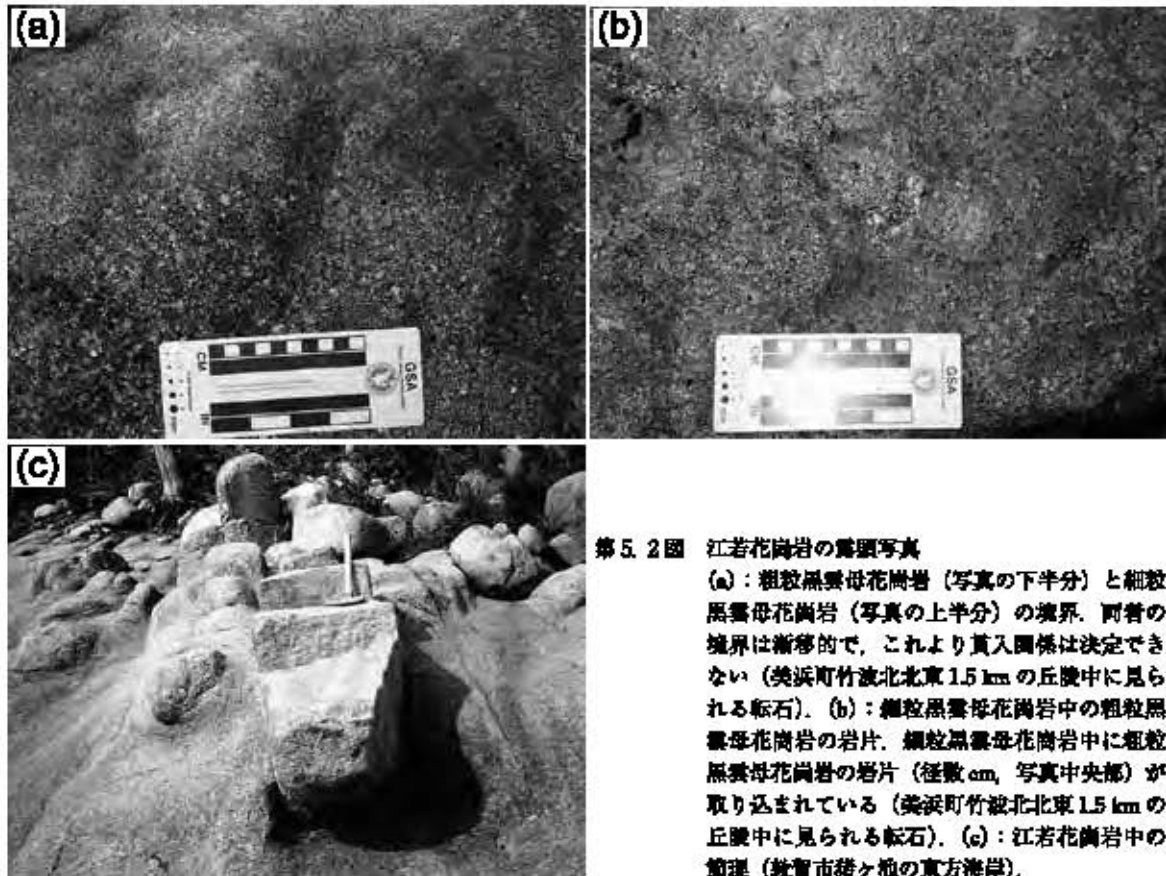 (a)
(b)
CM
GSA
IN
CM
GSA
IN
(c)
第5.2図 江若花崗岩の露頭写真
(a):粗粒黒雲母花崗岩(写真の下半分)と細粒
黒雲母花崗岩(写真の上半分)の境界.両者の
境界は漸移的で,これより貫入関係は決定でき
ない(美浜町竹波北北東1.5 kmの丘陵中に見ら
れる転石).(b):細粒黒雲母花崗岩中の粗粒黒
雲母花崗岩の岩片.細粒黒雲母花崗岩中に粗粒
黒雲母花崗岩の岩片(径数cm,写真中央部)が
取り込まれている(美浜町竹波北北東1.5 kmの
丘陵中に見られる転石).(c):江若花崗岩中の
節理(敦賀市猪ヶ池の東方海岸).